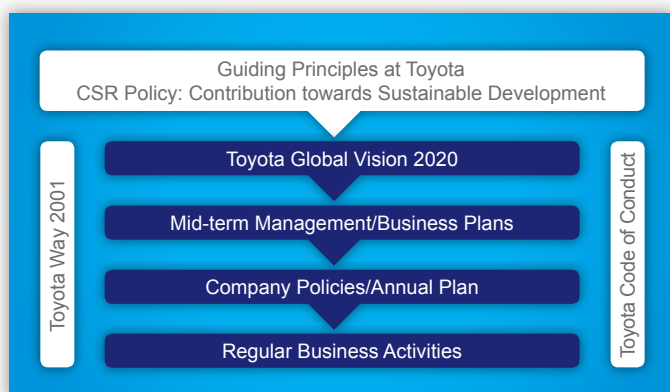 Guiding Principles at Toyota
CSR Policy: Contribution towards Sustainable Development
Toyota Way 2001
Toyota Global Vision 2020
Mid-term Management/Business Plans
Company Policies/Annual Plan
Regular Business Activities
Toyota Code of Conduct